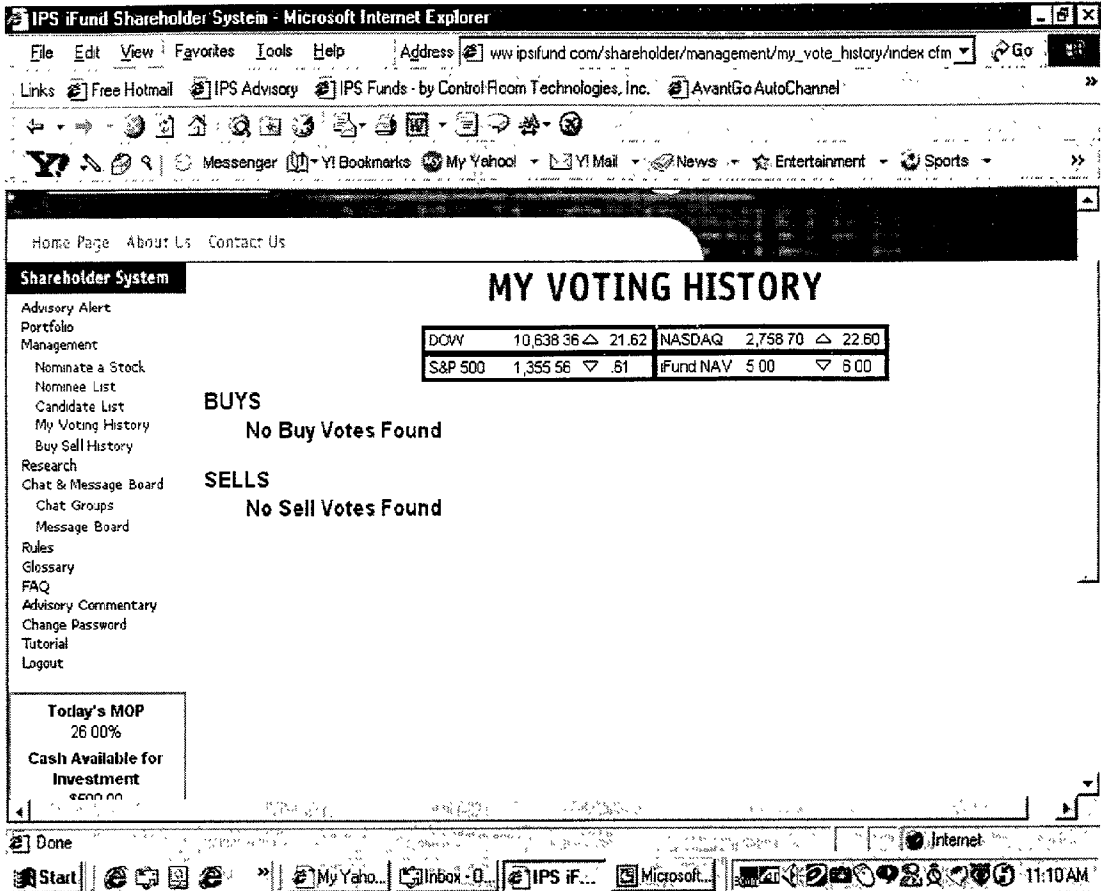 IPS iFund Shareholder System - Microsoft Internet Explorer
File Edit View Favorites Tools Help Address ww ipsifund com/shareholder/management/my_vote_history/index cfm Go
Links Free Hotmail IPS Advisory IPS Funds - by Control Room Technologies, Inc. AvantGo AutoChannel
Y! Messenger Y! Bookmarks My Yahoo! Y! Mail News Entertainment Sports
Home Page About Us Contact Us
Shareholder System
Advisory Alert
Portfolio
Management
Nominate a Stock
Nominee List
Candidate List
My Voting History
Buy Sell History
Research
Chat & Message Board
Chat Groups
Message Board
Rules
Glossary
FAQ
Advisory Commentary
Change Password
Tutorial
Logout
Today's MOP
26 00%
Cash Available for
Investment
MY VOTING HISTORY
DOW 10,638 36 △ 21.62 NASDAQ 2,758 70 △ 22.60
S&P 500 1,355 56 ▽ .61 iFund NAV 5 00 ▽ 6 00
BUYS
No Buy Votes Found
SELLS
No Sell Votes Found
Done Internet
Start My Yaho... Inbox - O... IPS iF... Microsoft... 11:10 AM